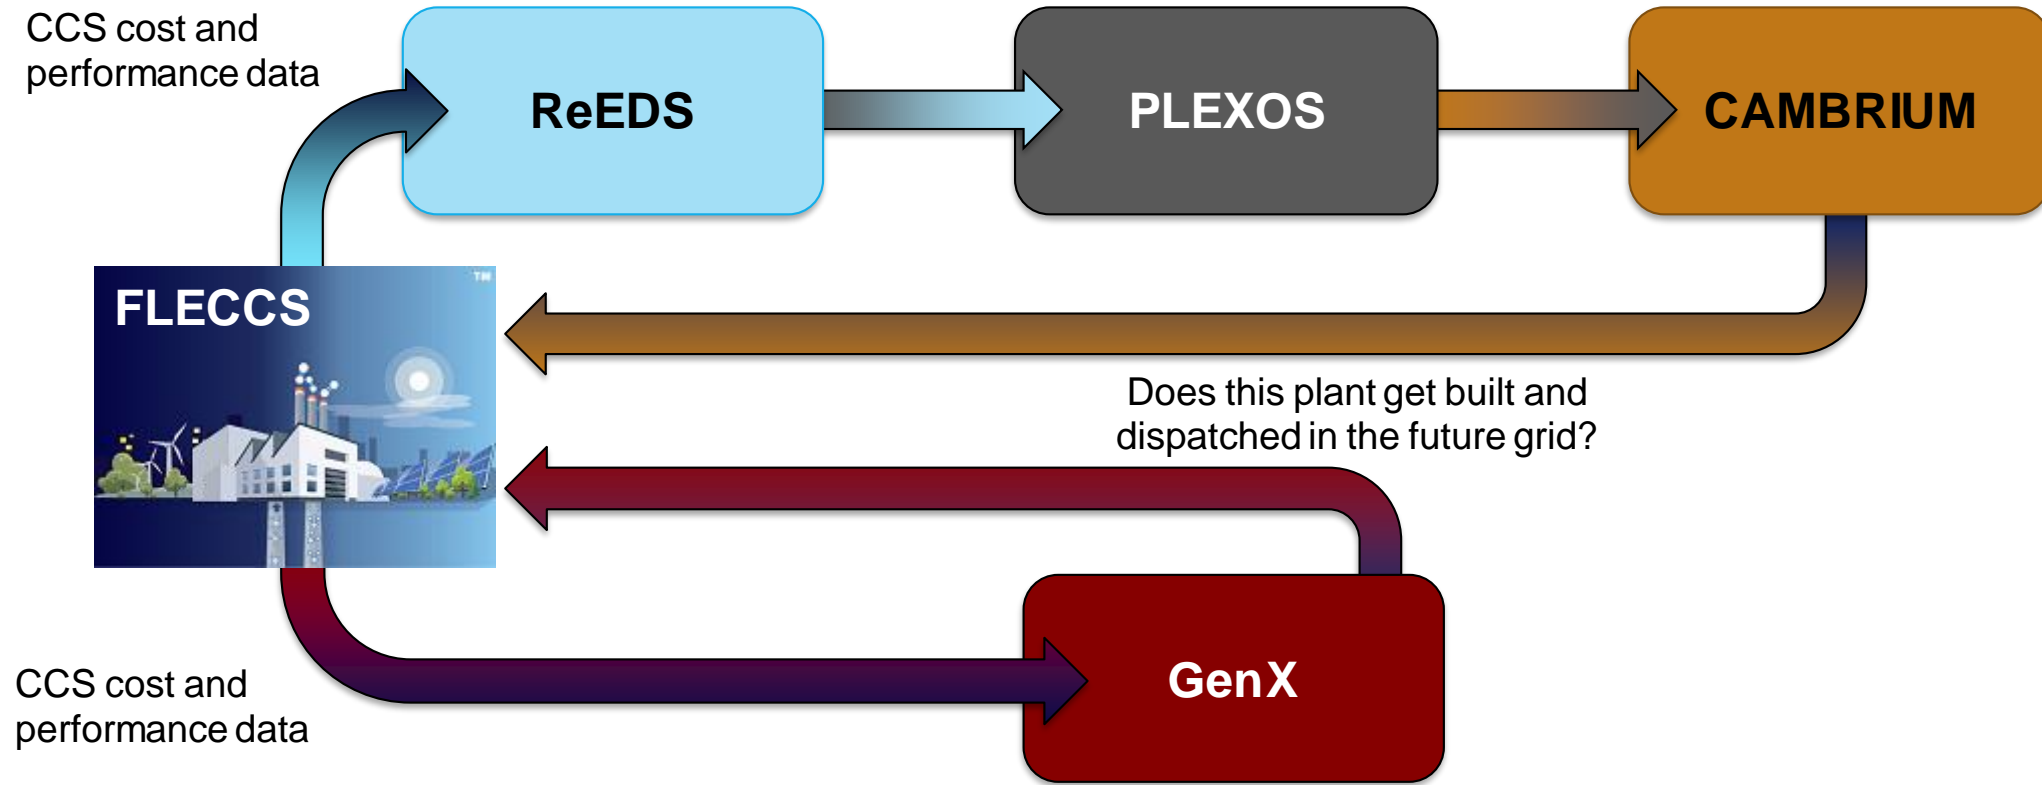 CCS cost and
performance data
ReEDS
PLEXOS
CAMBRIUM
FLECCS
TM
Does this plant get built and
dispatched in the future grid?
GenX
CCS cost and
performance data